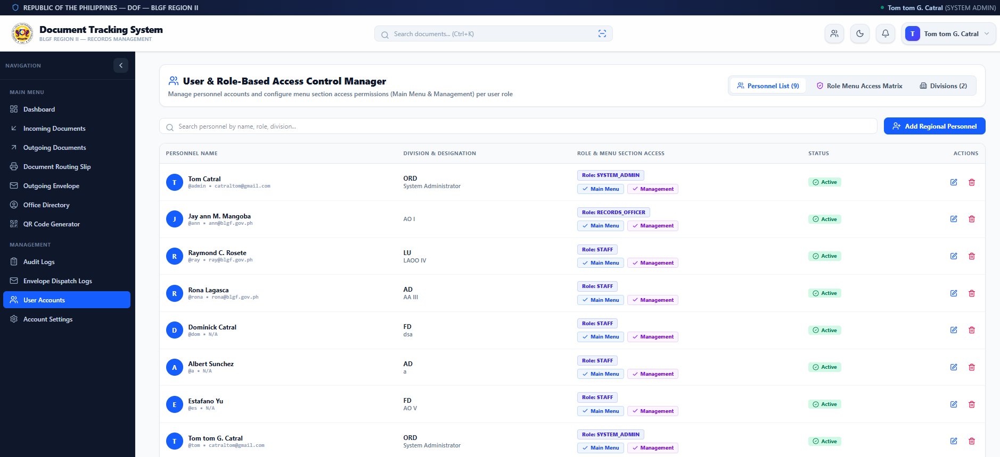 REPUBLIC OF THE PHILIPPINES — DOF — BLGF REGION II
Tom tom G. Catral (SYSTEM ADMIN)
Document Tracking System
BLGF REGION II — RECORDS MANAGEMENT
Search documents... (Ctrl+K)
T Tom tom G. Catral
NAVIGATION
MAIN MENU
Dashboard
Incoming Documents
Outgoing Documents
Document Routing Slip
Outgoing Envelope
Office Directory
QR Code Generator
MANAGEMENT
Audit Logs
Envelope Dispatch Logs
User Accounts
Account Settings
User & Role-Based Access Control Manager
Manage personnel accounts and configure menu section access permissions (Main Menu & Management) per user role
Personnel List (9) Role Menu Access Matrix Divisions (2)
Search personnel by name, role, division...
Add Regional Personnel
PERSONNEL NAME DIVISION & DESIGNATION ROLE & MENU SECTION ACCESS STATUS ACTIONS
T
Tom Catral
@admin • catraltom@gmail.com
ORD
System Administrator
Role: SYSTEM_ADMIN
Main Menu Management
Active
J
Jay ann M. Mangoba
@ann • ann@blgf.gov.ph
AO I
Role: RECORDS_OFFICER
Main Menu Management
Active
R
Raymond C. Rosete
@ray • ray@blgf.gov.ph
LU
LAOO IV
Role: STAFF
Main Menu Management
Active
R
Rona Lagasca
@rona • rona@blgf.gov.ph
AD
AA III
Role: STAFF
Main Menu Management
Active
D
Dominick Catral
@dom • N/A
FD
dsa
Role: STAFF
Main Menu Management
Active
A
Albert Sunchez
@a • N/A
AD
a
Role: STAFF
Main Menu Management
Active
E
Estafano Yu
@es • N/A
FD
AO V
Role: STAFF
Main Menu Management
Active
T
Tom tom G. Catral
@tom • catraltom@gmail.com
ORD
System Administrator
Role: SYSTEM_ADMIN
Main Menu Management
Active